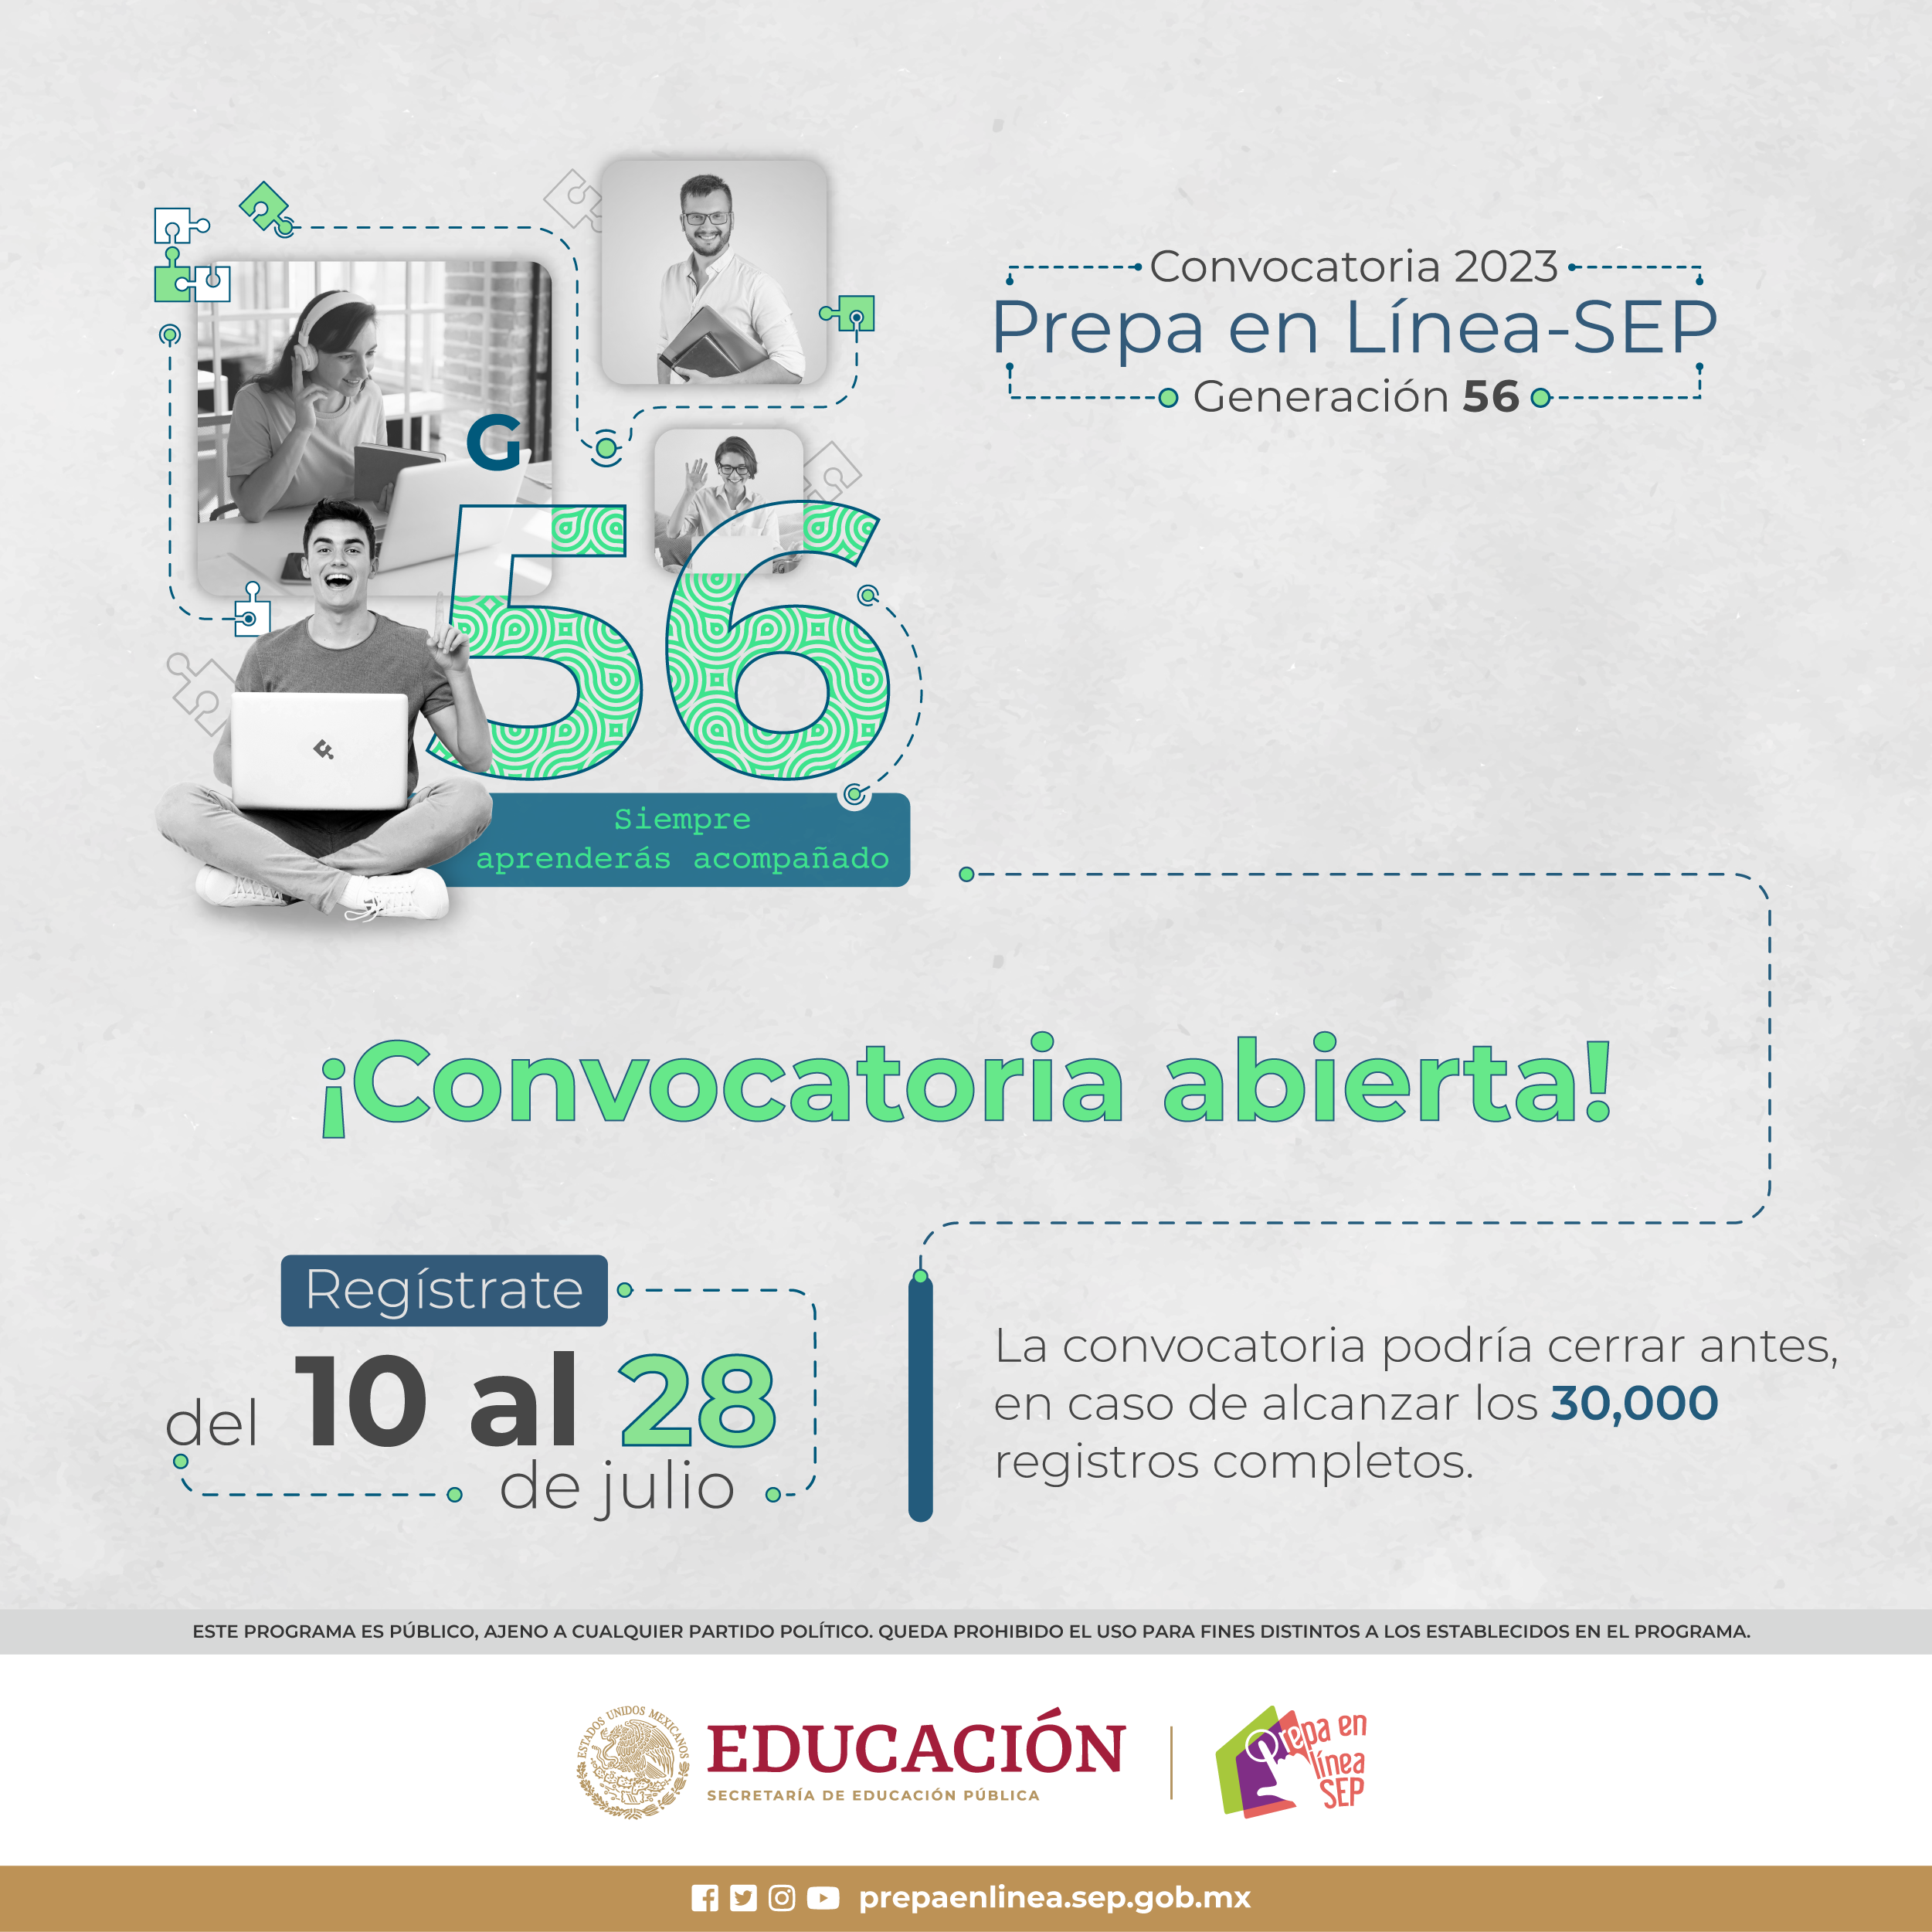 Convocatoria 2023
Prepa en Línea-SEP
Generación 56
G
56
Siempre
aprenderás acompañado
¡Convocatoria abierta!
Regístrate
del 10 al 28
de julio
La convocatoria podría cerrar antes,
en caso de alcanzar los 30,000
registros completos.
ESTE PROGRAMA ES PÚBLICO, AJENO A CUALQUIER PARTIDO POLÍTICO. QUEDA PROHIBIDO EL USO PARA FINES DISTINTOS A LOS ESTABLECIDOS EN EL PROGRAMA.
ESTADOS UNIDOS MEXICANOS
EDUCACIÓN
SECRETARÍA DE EDUCACIÓN PÚBLICA
Prepa en
línea
SEP
prepaenlinea.sep.gob.mx